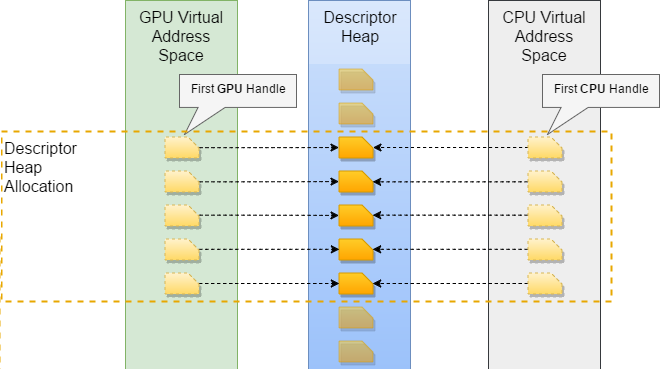 GPU Virtual
Address
Space
Descriptor
Heap
CPU Virtual
Address
Space
First GPU Handle
First CPU Handle
Descriptor
Heap
Allocation